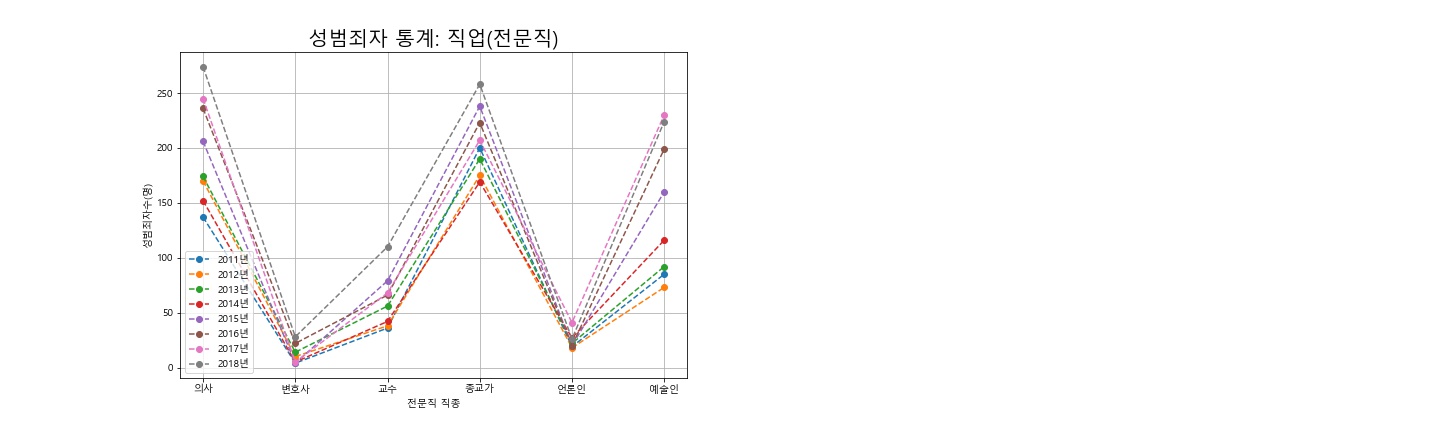 성범죄자 통계: 직업(전문직)
250
200
150
100
50
0
성범죄자수(명)
2011년
2012년
2013년
2014년
2015년
2016년
2017년
2018년
의사 변호사 교수 종교가 언론인 예술인
전문직 직종